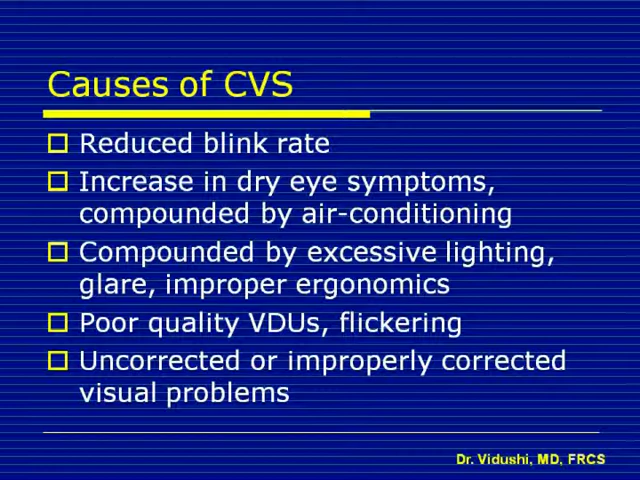 Causes of CVS
Reduced blink rate
Increase in dry eye symptoms,
compounded by air-conditioning
Compounded by excessive lighting,
glare, improper ergonomics
Poor quality VDUs, flickering
Uncorrected or improperly corrected
visual problems
Dr. Vidushi, MD, FRCS